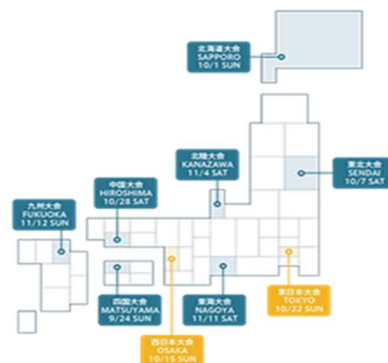 北海道大会
SAPPORO
10/1 SUN
北陸大会
KANAZAWA
11/4 SAT
東北大会
SENDAI
10/7 SAT
中国大会
HIROSHIMA
10/28 SAT
九州大会
FUKUOKA
11/12 SUN
四国大会
MATSUYAMA
9/24 SUN
東海大会
NAGOYA
11/11 SAT
東日本大会
TOKYO
10/22 SUN
西日本大会
OSAKA
10/15 SUN